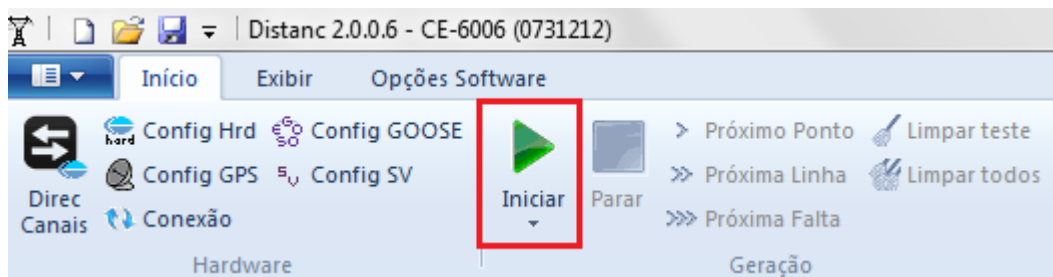 Distanc 2.0.0.6 - CE-6006 (0731212)
Início Exibir Opções Software
hard Config Hrd Config GOOSE
Config GPS Config SV
Conexão
Direc
Canais
Hardware
Iniciar
Parar
Próximo Ponto Limpar teste
Próxima Linha Limpar todos
Próxima Falta
Geração